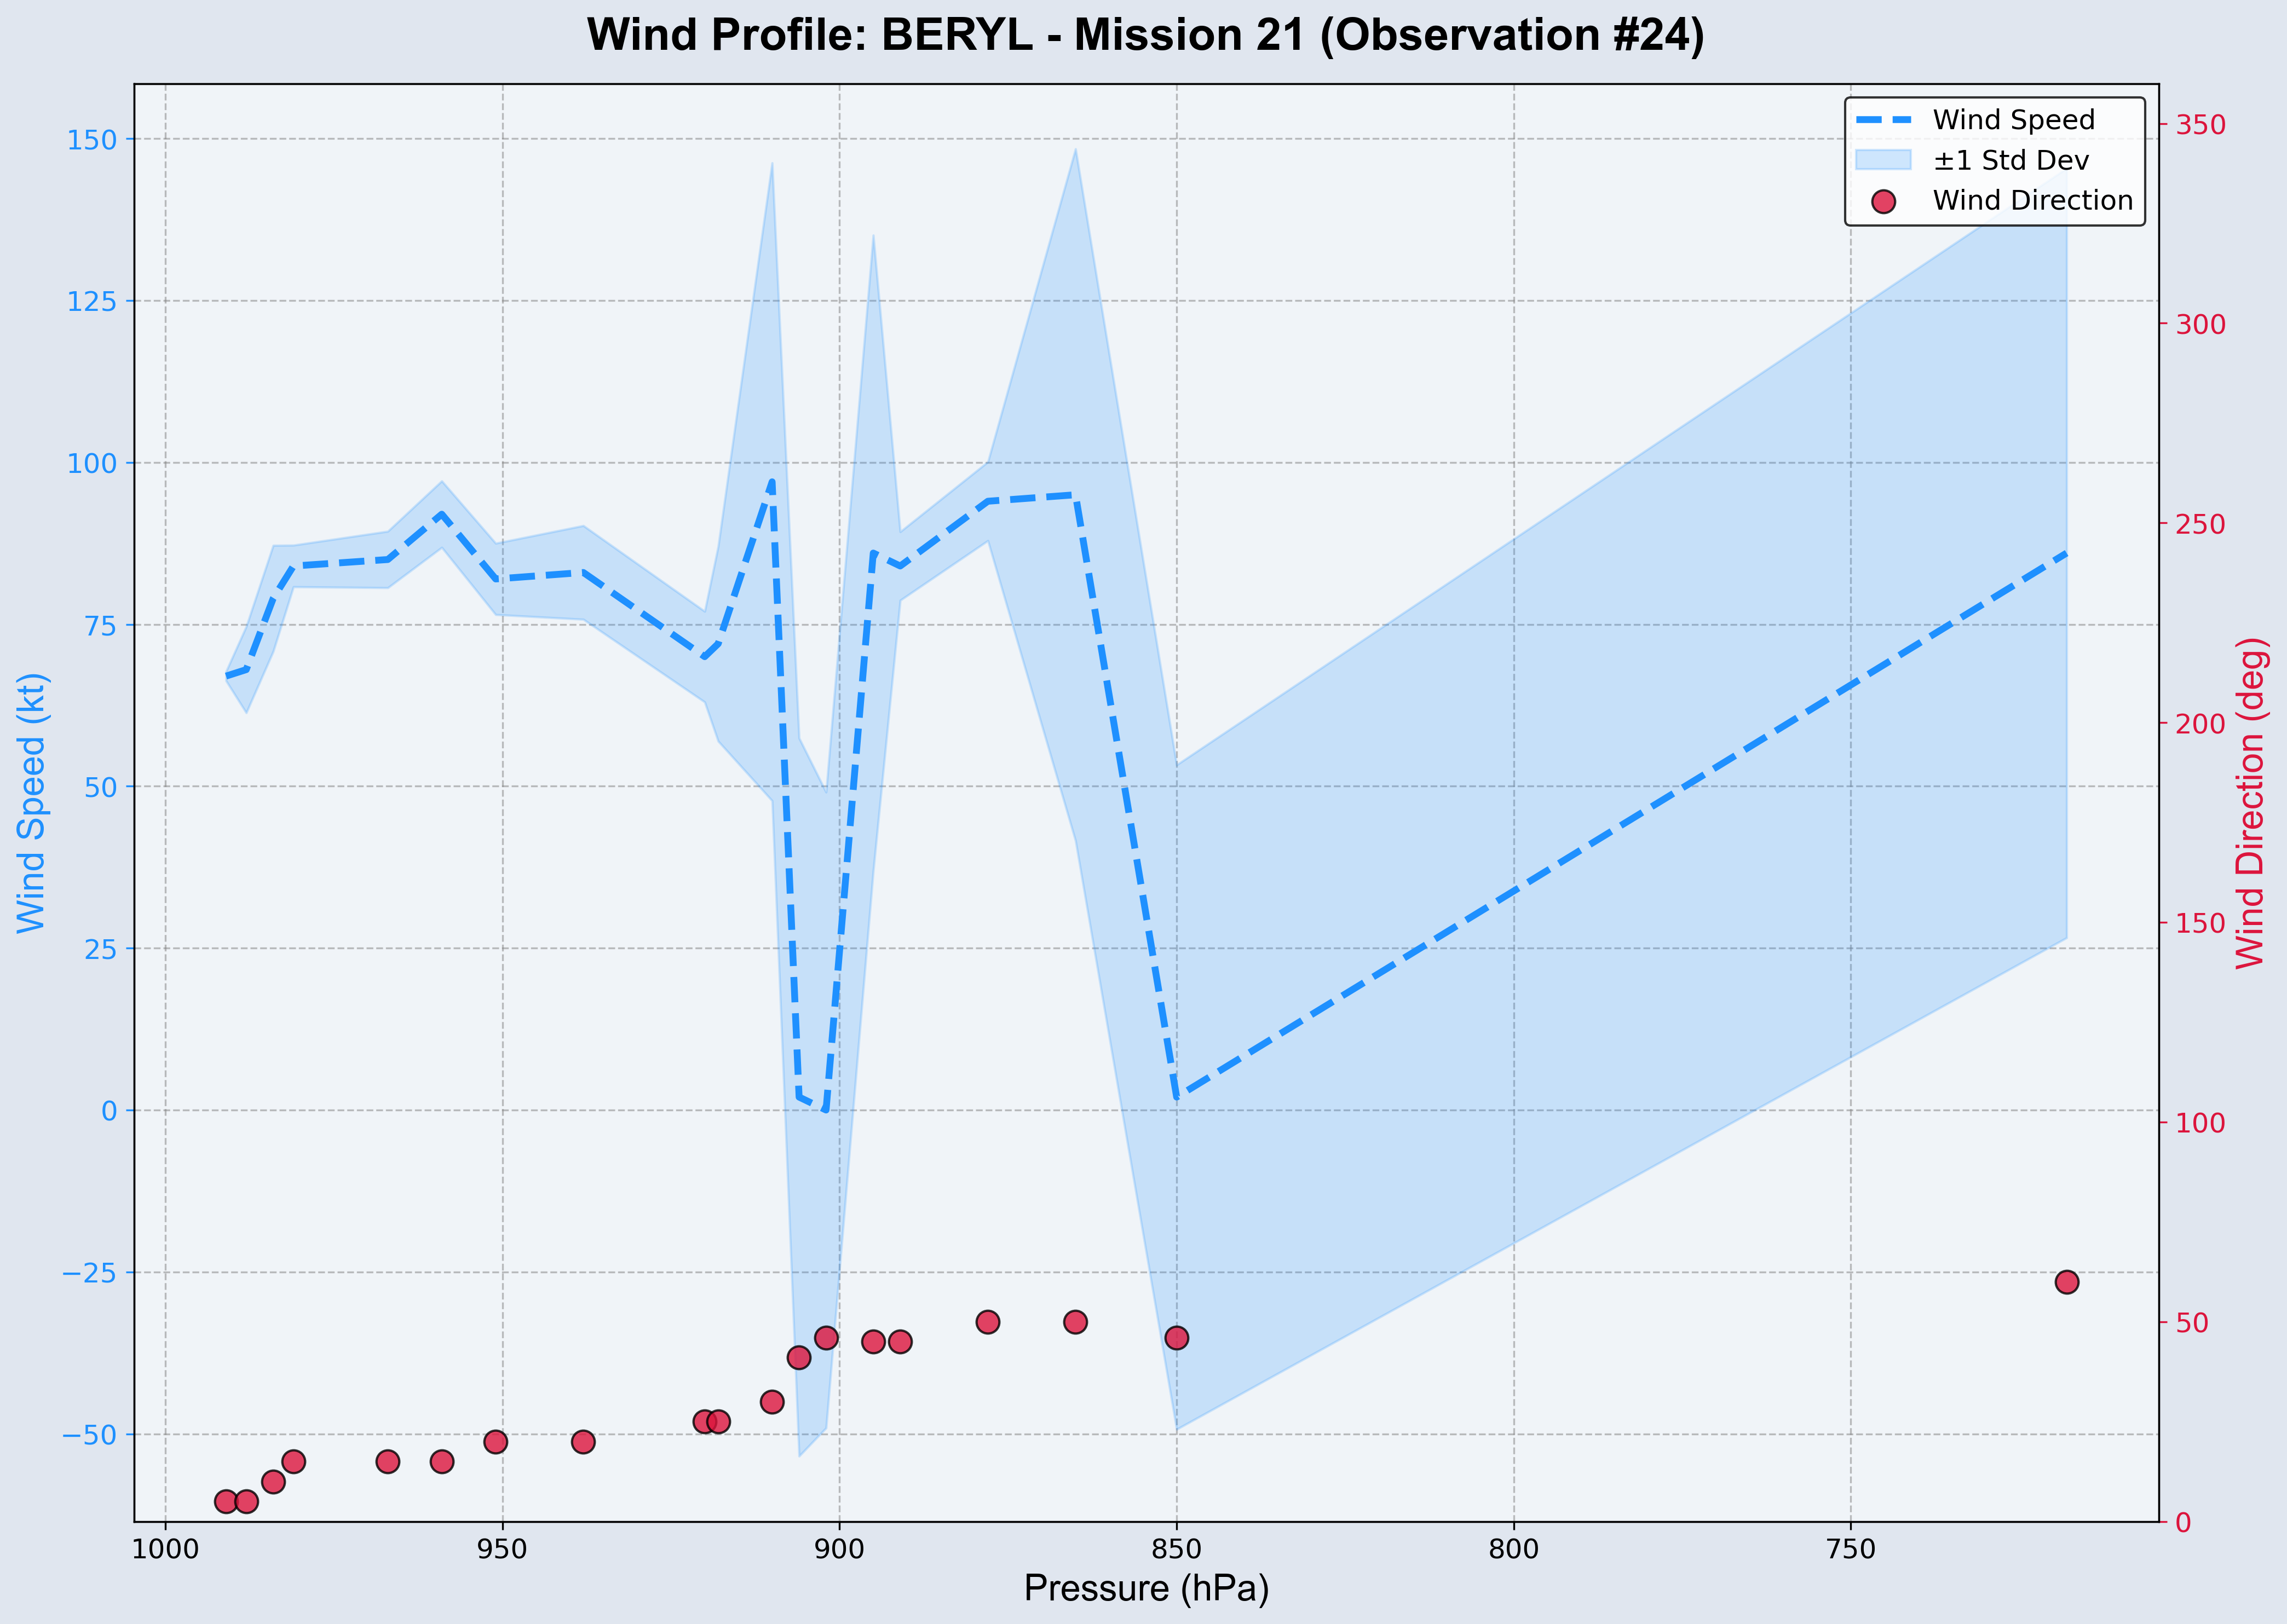 Wind Profile: BERYL - Mission 21 (Observation #24)
Wind Speed
±1 Std Dev
Wind Direction
Wind Speed (kt)
150
125
100
75
50
25
0
−25
−50
Wind Direction (deg)
350
300
250
200
150
100
50
0
1000 950 900 850 800 750
Pressure (hPa)